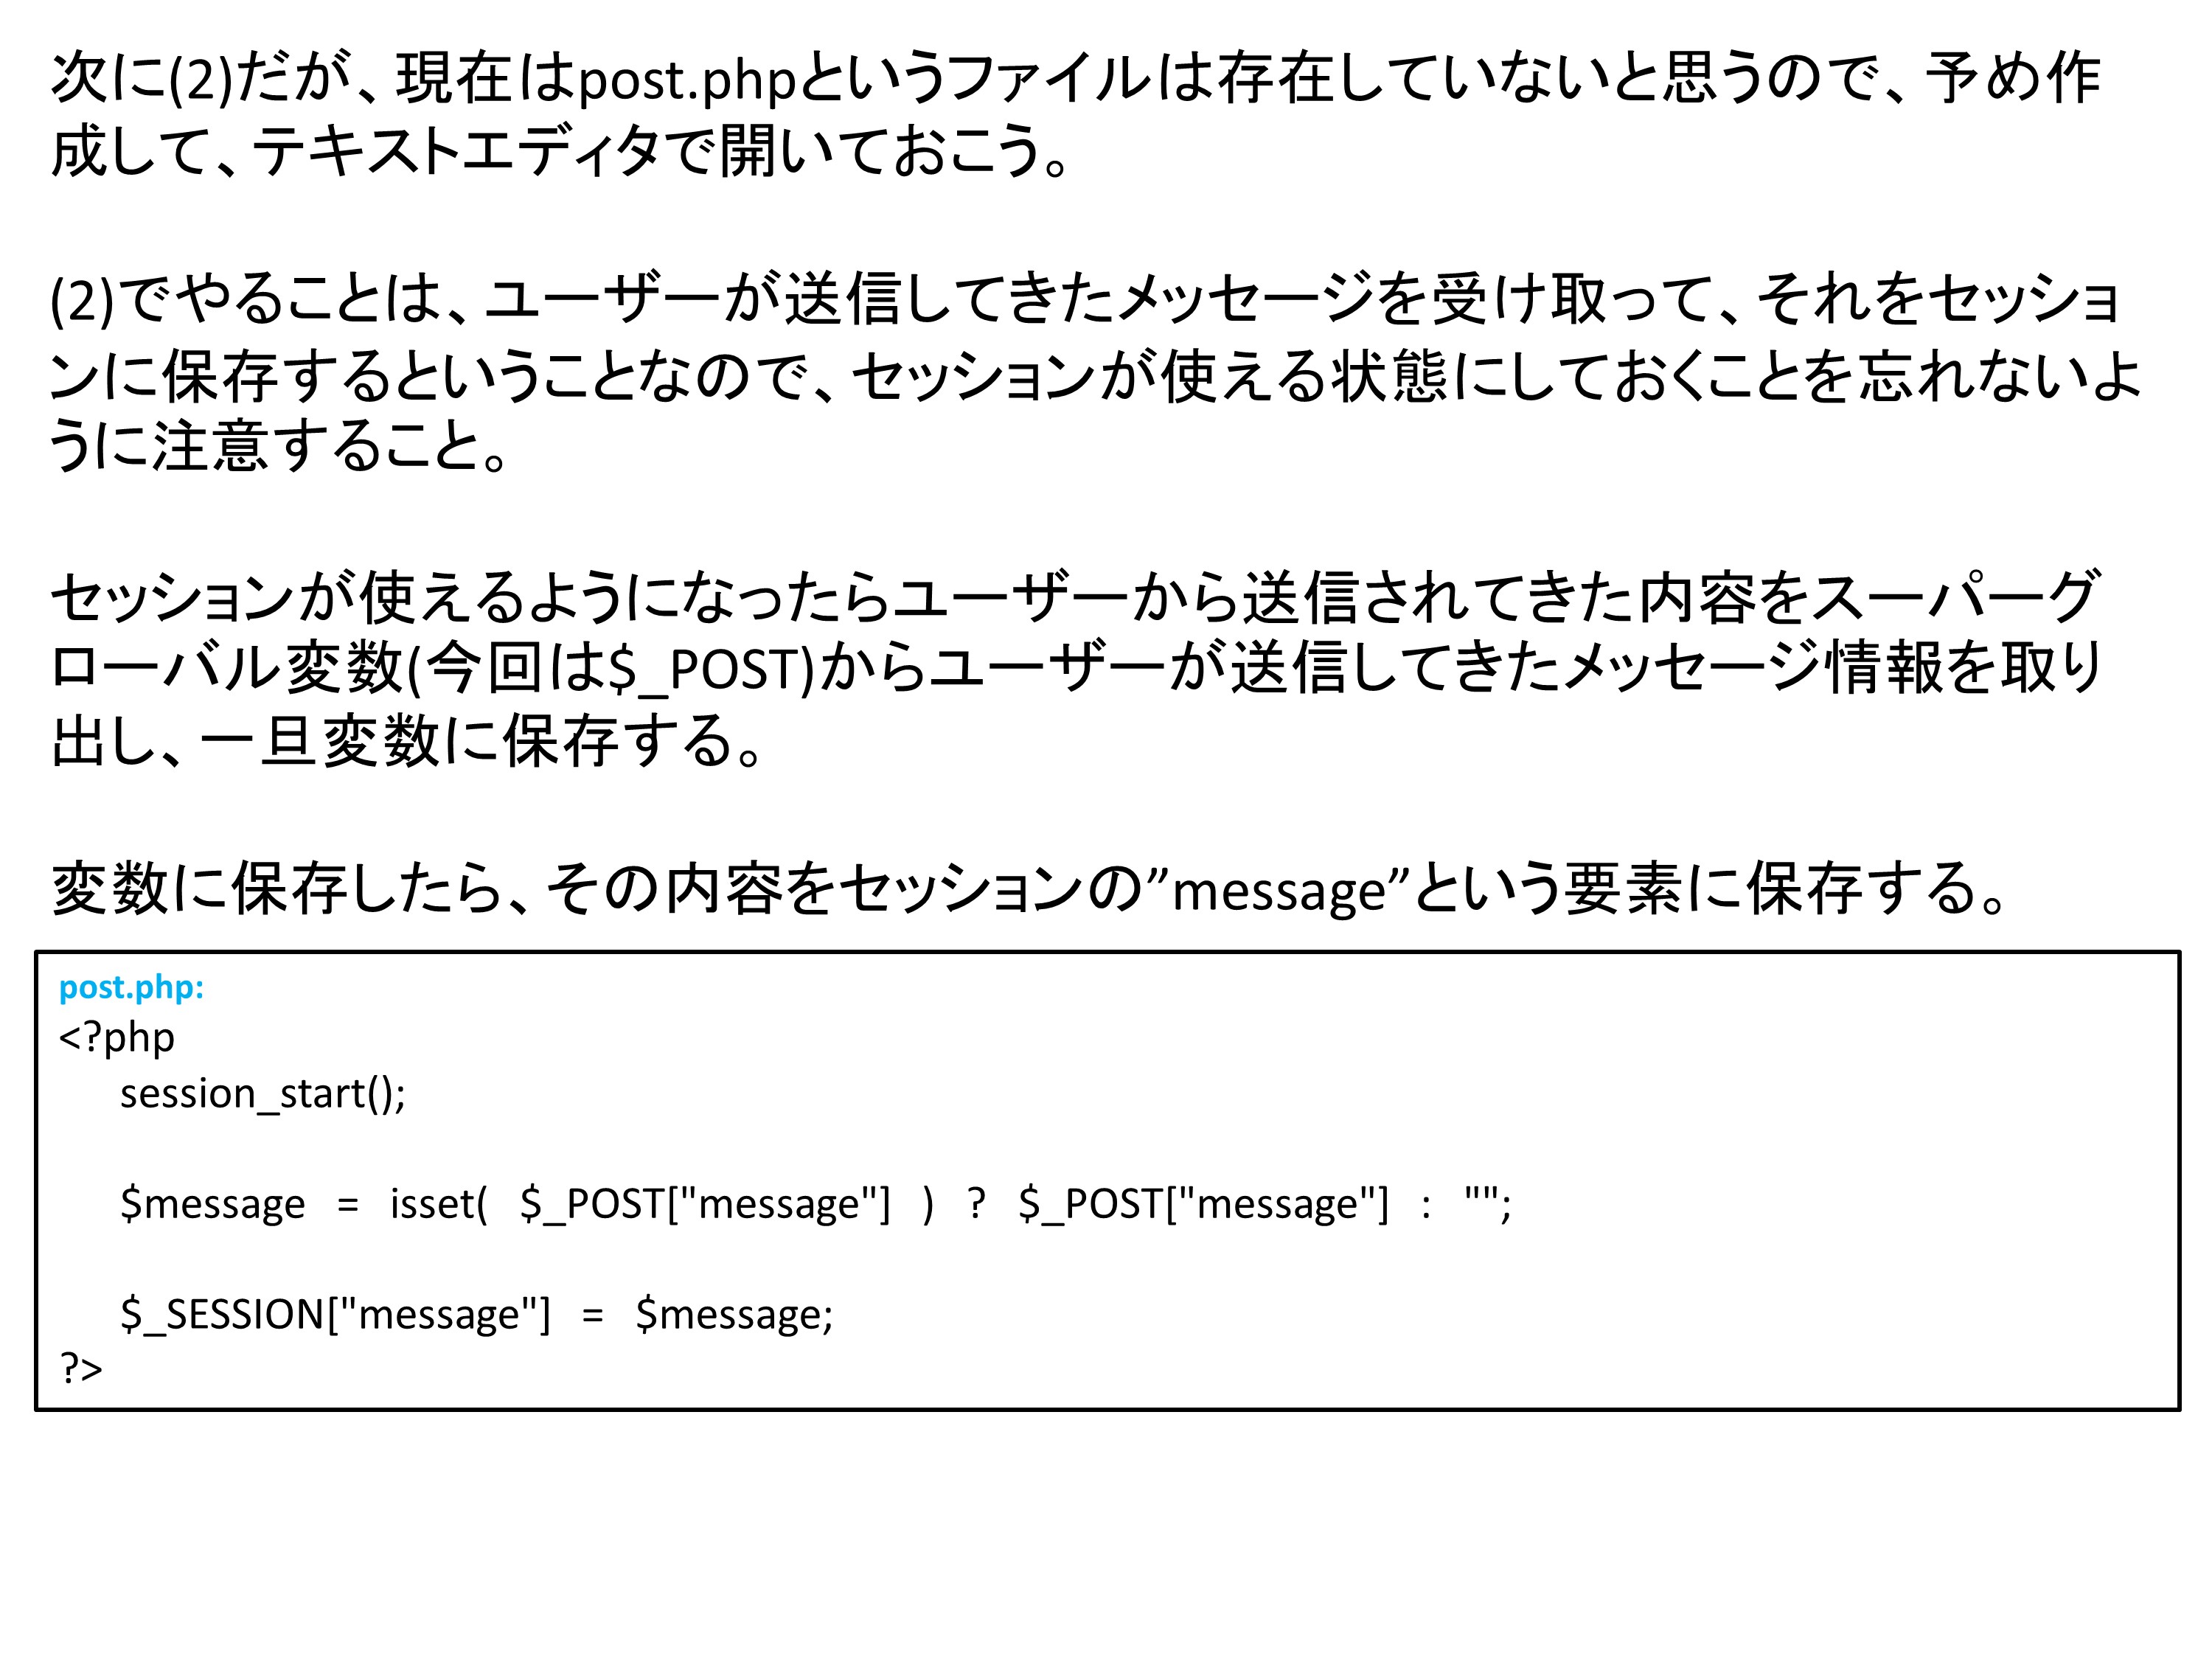 次に(2)だが、現在はpost.phpというファイルは存在していないと思うので、予め作
成して、テキストエディタで開いておこう。
(2)でやることは、ユーザーが送信してきたメッセージを受け取って、それをセッショ
ンに保存するということなので、セッションが使える状態にしておくことを忘れないよ
うに注意すること。
セッションが使えるようになったらユーザーから送信されてきた内容をスーパーグ
ローバル変数(今回は$_POST)からユーザーが送信してきたメッセージ情報を取り
出し、一旦変数に保存する。
変数に保存したら、その内容をセッションの”message”という要素に保存する。
post.php:
<?php
session_start();
$message = isset( $_POST["message"] ) ? $_POST["message"] : "";
$_SESSION["message"] = $message;
?>